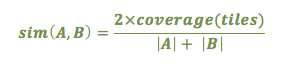 sim(A, B) = 2×coverage(tiles) / |A| + |B|